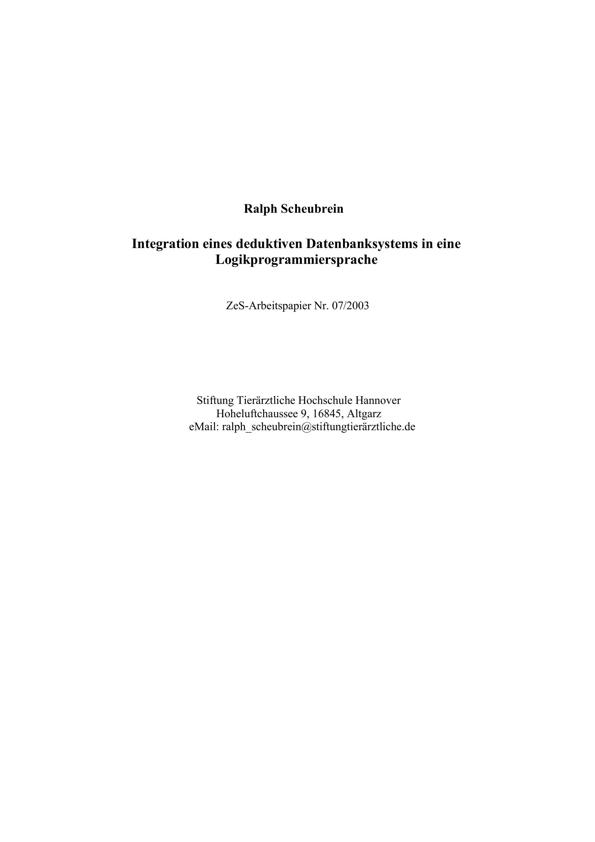 Ralph Scheubrein
Integration eines deduktiven Datenbanksystems in eine
Logikprogrammiersprache
ZeS-Arbeitspapier Nr. 07/2003
Stiftung Tierärztliche Hochschule Hannover
Hoheluftchaussee 9, 16845, Altgarz
eMail: ralph_scheubrein@stiftungtierärztliche.de